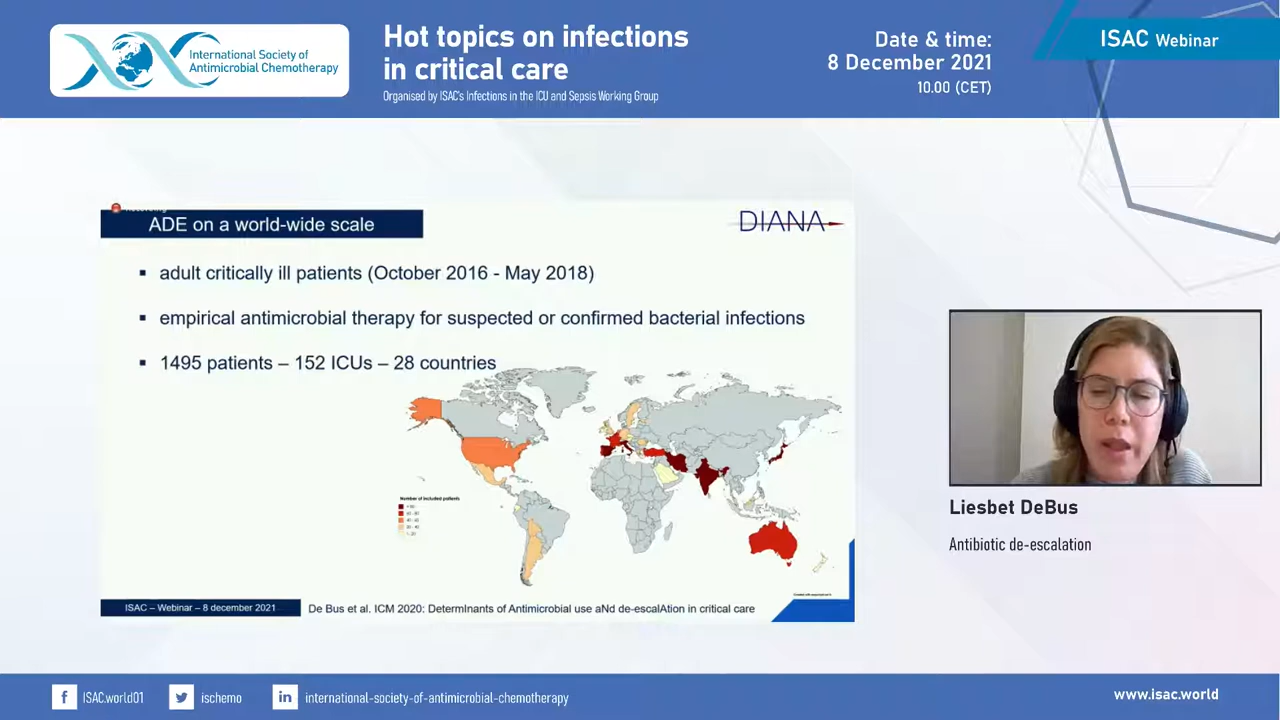 International Society of
Antimicrobial Chemotherapy
Hot topics on infections
in critical care
Organised by ISAC's Infections in the ICU and Sepsis Working Group
Date & time:
8 December 2021
10.00 (CET)
ISAC Webinar
ADE on a world-wide scale
DIANA
▪ adult critically ill patients (October 2016 - May 2018)
▪ empirical antimicrobial therapy for suspected or confirmed bacterial infections
▪ 1495 patients – 152 ICUs – 28 countries
Number of included patients
ISAC – Webinar – 8 december 2021
De Bus et al. ICM 2020: DetermInants of Antimicrobial use aNd de-escalAtion in critical care
Liesbet DeBus
Antibiotic de-escalation
ISAC.world01
ischemo
international-society-of-antimicrobial-chemotherapy
www.isac.world